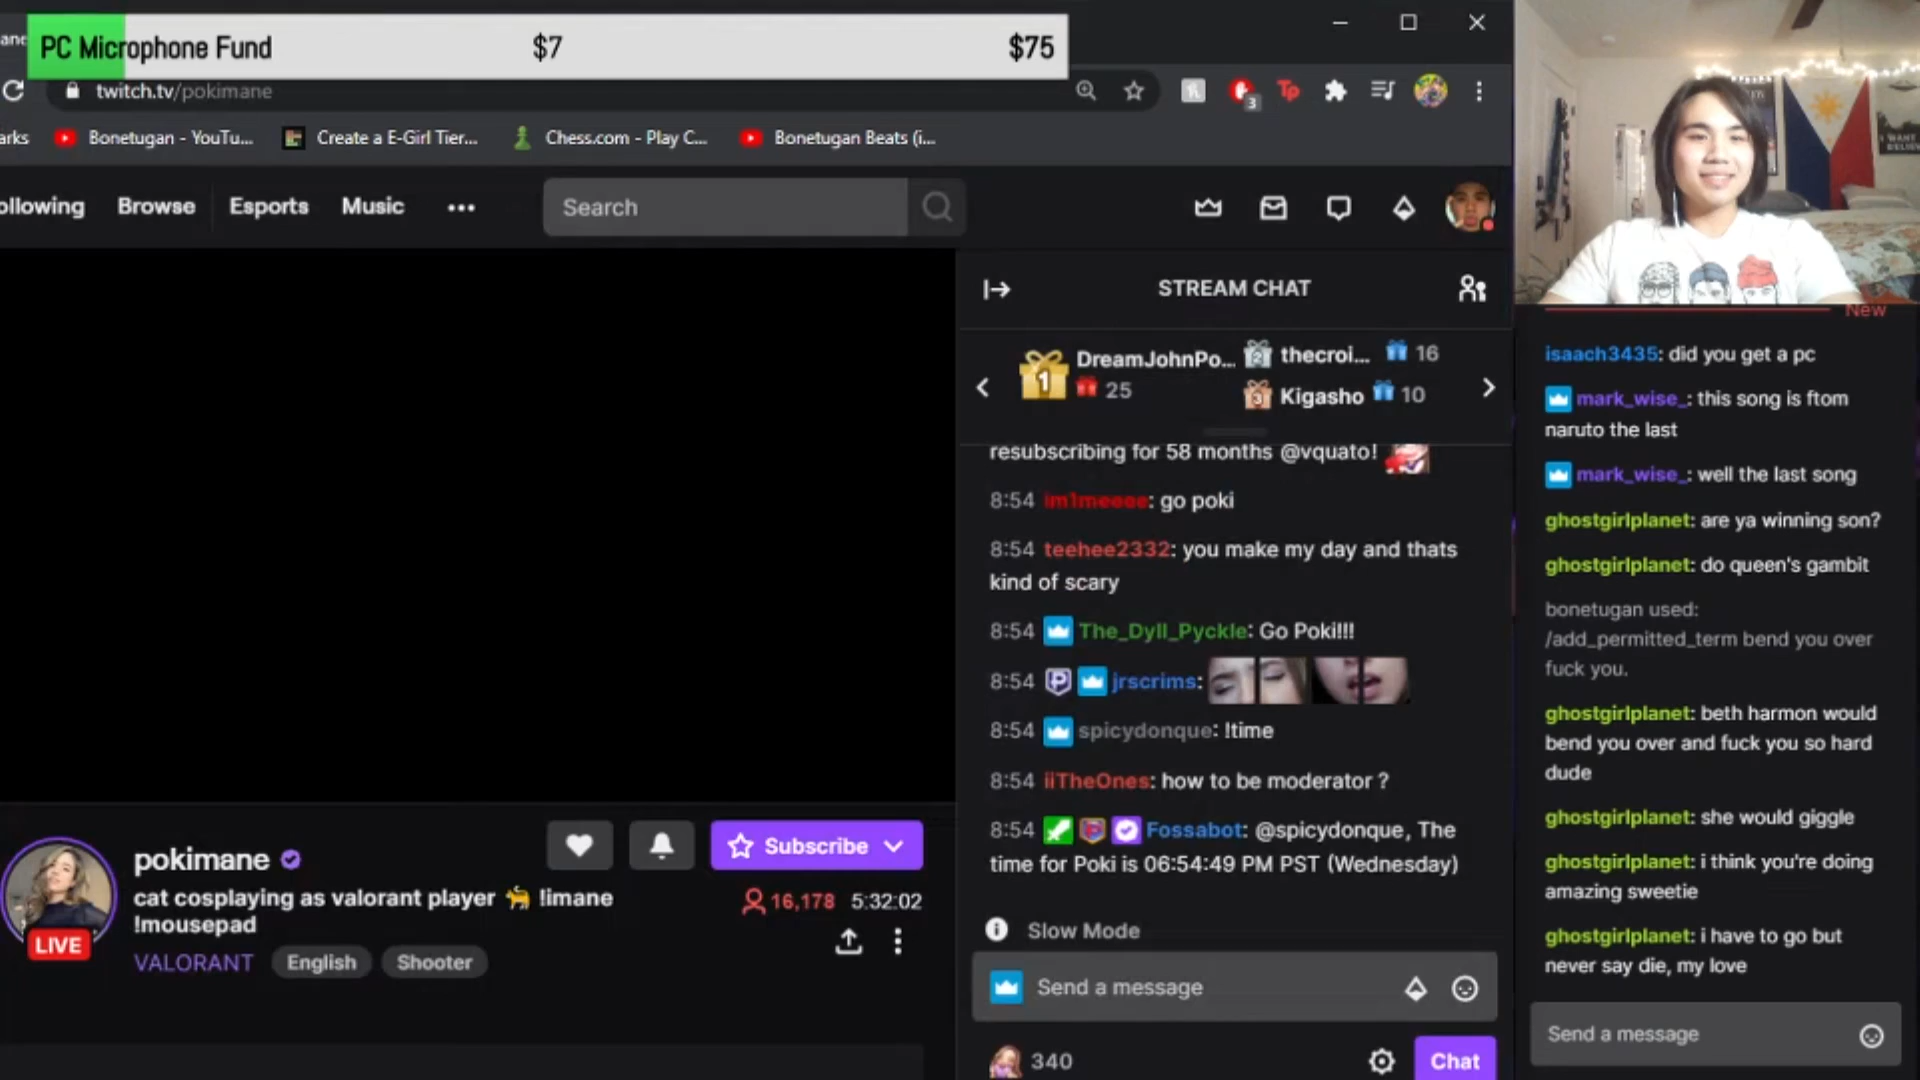 PC Microphone Fund $7 $75
twitch.tv/pokimane
3
arks Bonetugan - YouTu... Create a E-Girl Tier... Chess.com - Play C... Bonetugan Beats (i...
ollowing Browse Esports Music Search
STREAM CHAT
1 DreamJohnPo... 25
2 thecroi... 16
3 Kigasho 10
resubscribing for 58 months @vquato!
8:54 im1meeee: go poki
8:54 teehee2332: you make my day and thats
kind of scary
8:54 The_Dyll_Pyckle: Go Poki!!!
8:54 jrscrims:
8:54 spicydonque: !time
8:54 iiTheOnes: how to be moderator ?
8:54 Fossabot: @spicydonque, The
time for Poki is 06:54:49 PM PST (Wednesday)
Slow Mode
Send a message
340 Chat
pokimane
Subscribe
cat cosplaying as valorant player !imane
!mousepad
16,178 5:32:02
LIVE
VALORANT English Shooter
New
isaach3435: did you get a pc
mark_wise_: this song is ftom
naruto the last
mark_wise_: well the last song
ghostgirlplanet: are ya winning son?
ghostgirlplanet: do queen's gambit
bonetugan used:
/add_permitted_term bend you over
fuck you.
ghostgirlplanet: beth harmon would
bend you over and fuck you so hard
dude
ghostgirlplanet: she would giggle
ghostgirlplanet: i think you're doing
amazing sweetie
ghostgirlplanet: i have to go but
never say die, my love
Send a message